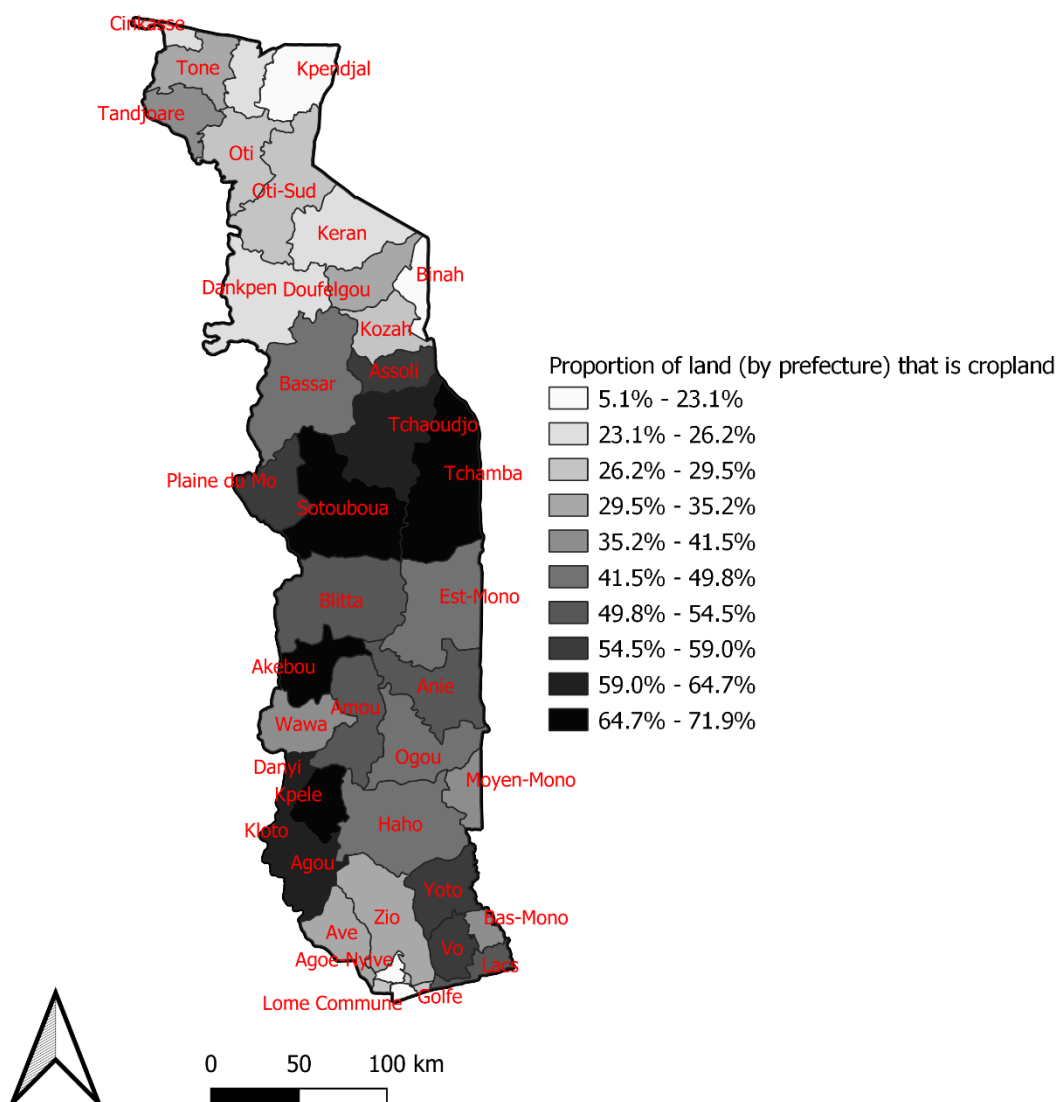 Cinkasse
Tone
Kpendjal
Tandjoare
Oti
Oti-Sud
Keran
Binah
Dankpen
Doufelgou
Kozah
Assoli
Bassar
Tchaoudjo
Plaine du Mo
Tchamba
Sotouboua
Blitta
Est-Mono
Akebou
Anie
Amou
Wawa
Ogou
Danyi
Moyen-Mono
Kpele
Kloto
Haho
Agou
Yoto
Zio
Bas-Mono
Ave
Vo
Agoe-Nyive
Lacs
Lome Commune
Golfe
Proportion of land (by prefecture) that is cropland
5.1% - 23.1%
23.1% - 26.2%
26.2% - 29.5%
29.5% - 35.2%
35.2% - 41.5%
41.5% - 49.8%
49.8% - 54.5%
54.5% - 59.0%
59.0% - 64.7%
64.7% - 71.9%
0 50 100 km